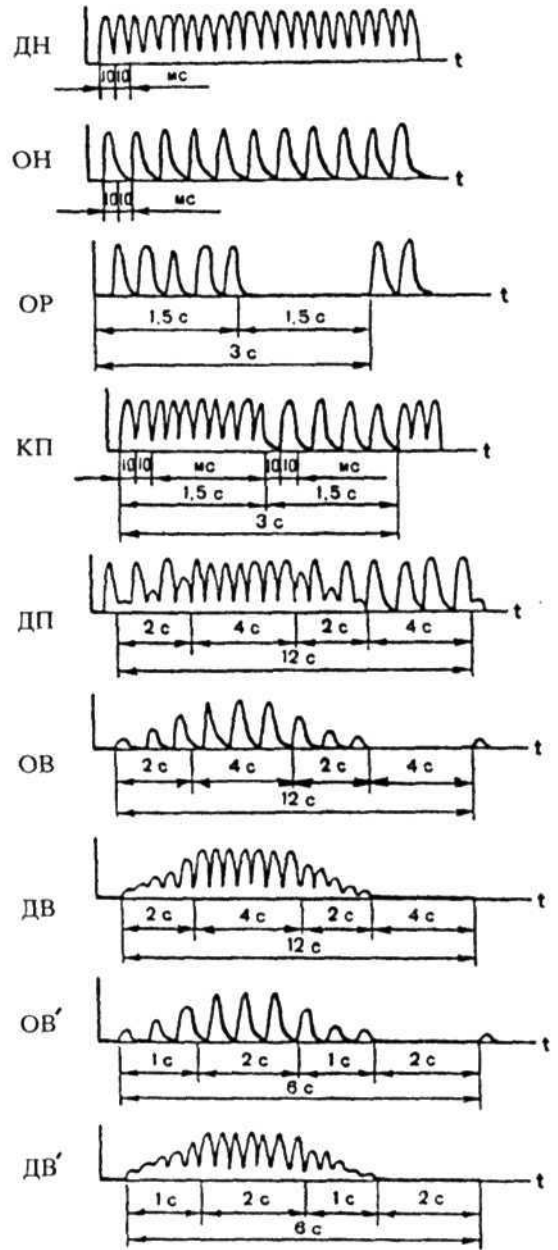 ДН t
10 10 мс
ОН t
10 10 мс
ОР t
1,5 с 1,5 с
3 с
КП t
10 10 мс 10 10 мс
1,5 с 1,5 с
3 с
ДП t
2 с 4 с 2 с 4 с
12 с
ОВ t
2 с 4 с 2 с 4 с
12 с
ДВ t
2 с 4 с 2 с 4 с
12 с
ОВ′ t
1 с 2 с 1 с 2 с
6 с
ДВ′ t
1 с 2 с 1 с 2 с
6 с